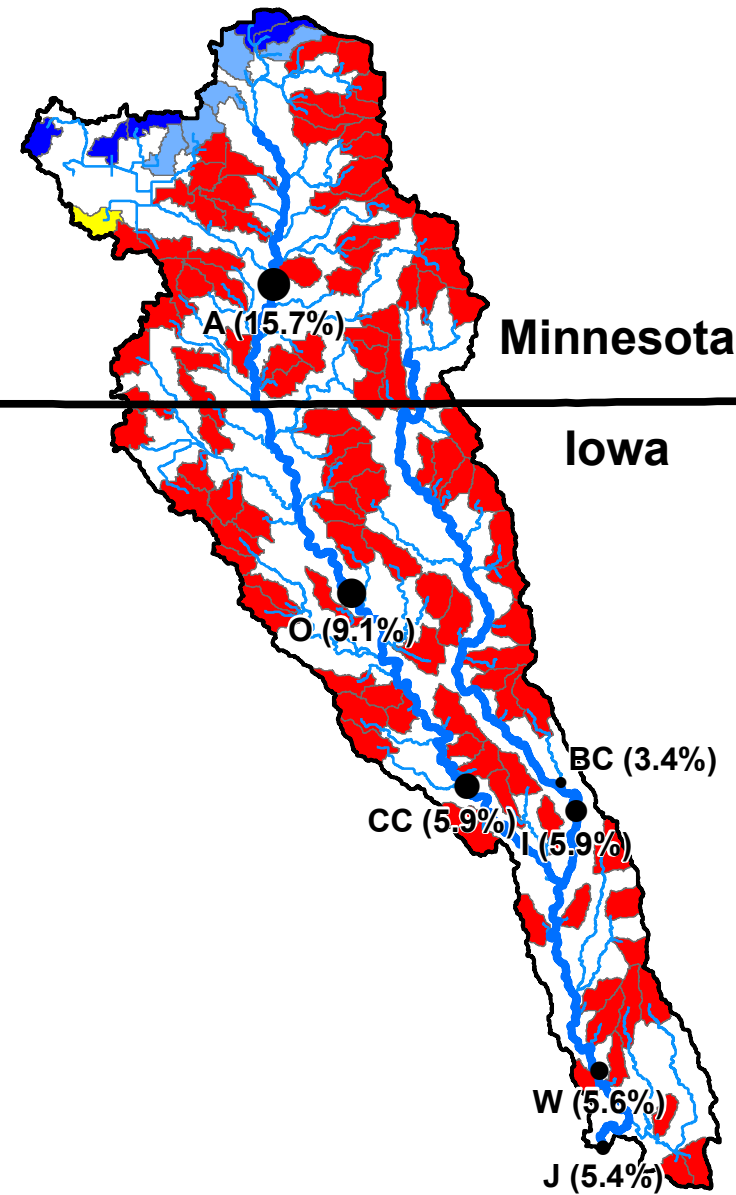 A (15.7%)
Minnesota
Iowa
O (9.1%)
BC (3.4%)
CC (5.9%)
I (5.9%)
W (5.6%)
J (5.4%)